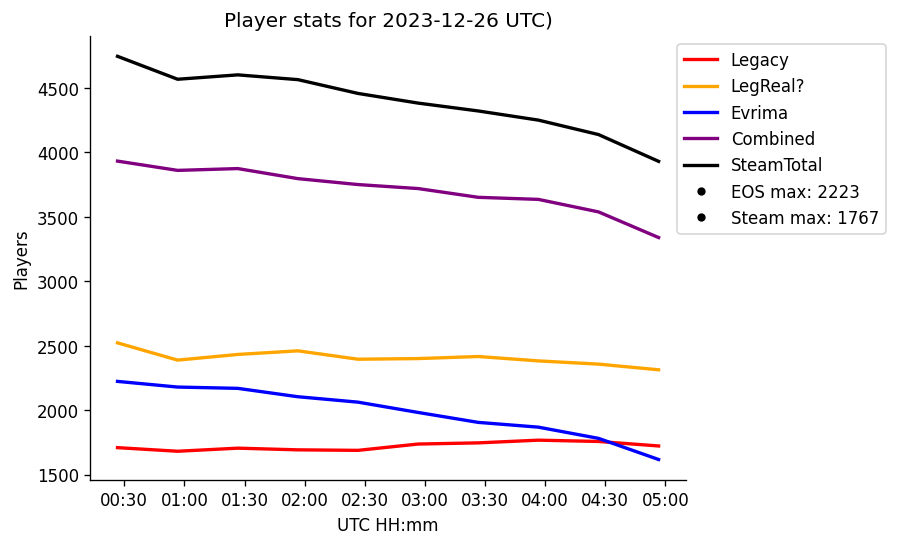 Player stats for 2023-12-26 UTC)
Legacy
LegReal?
Evrima
Combined
SteamTotal
EOS max: 2223
Steam max: 1767
Players
4500
4000
3500
3000
2500
2000
1500
00:30 01:00 01:30 02:00 02:30 03:00 03:30 04:00 04:30 05:00
UTC HH:mm